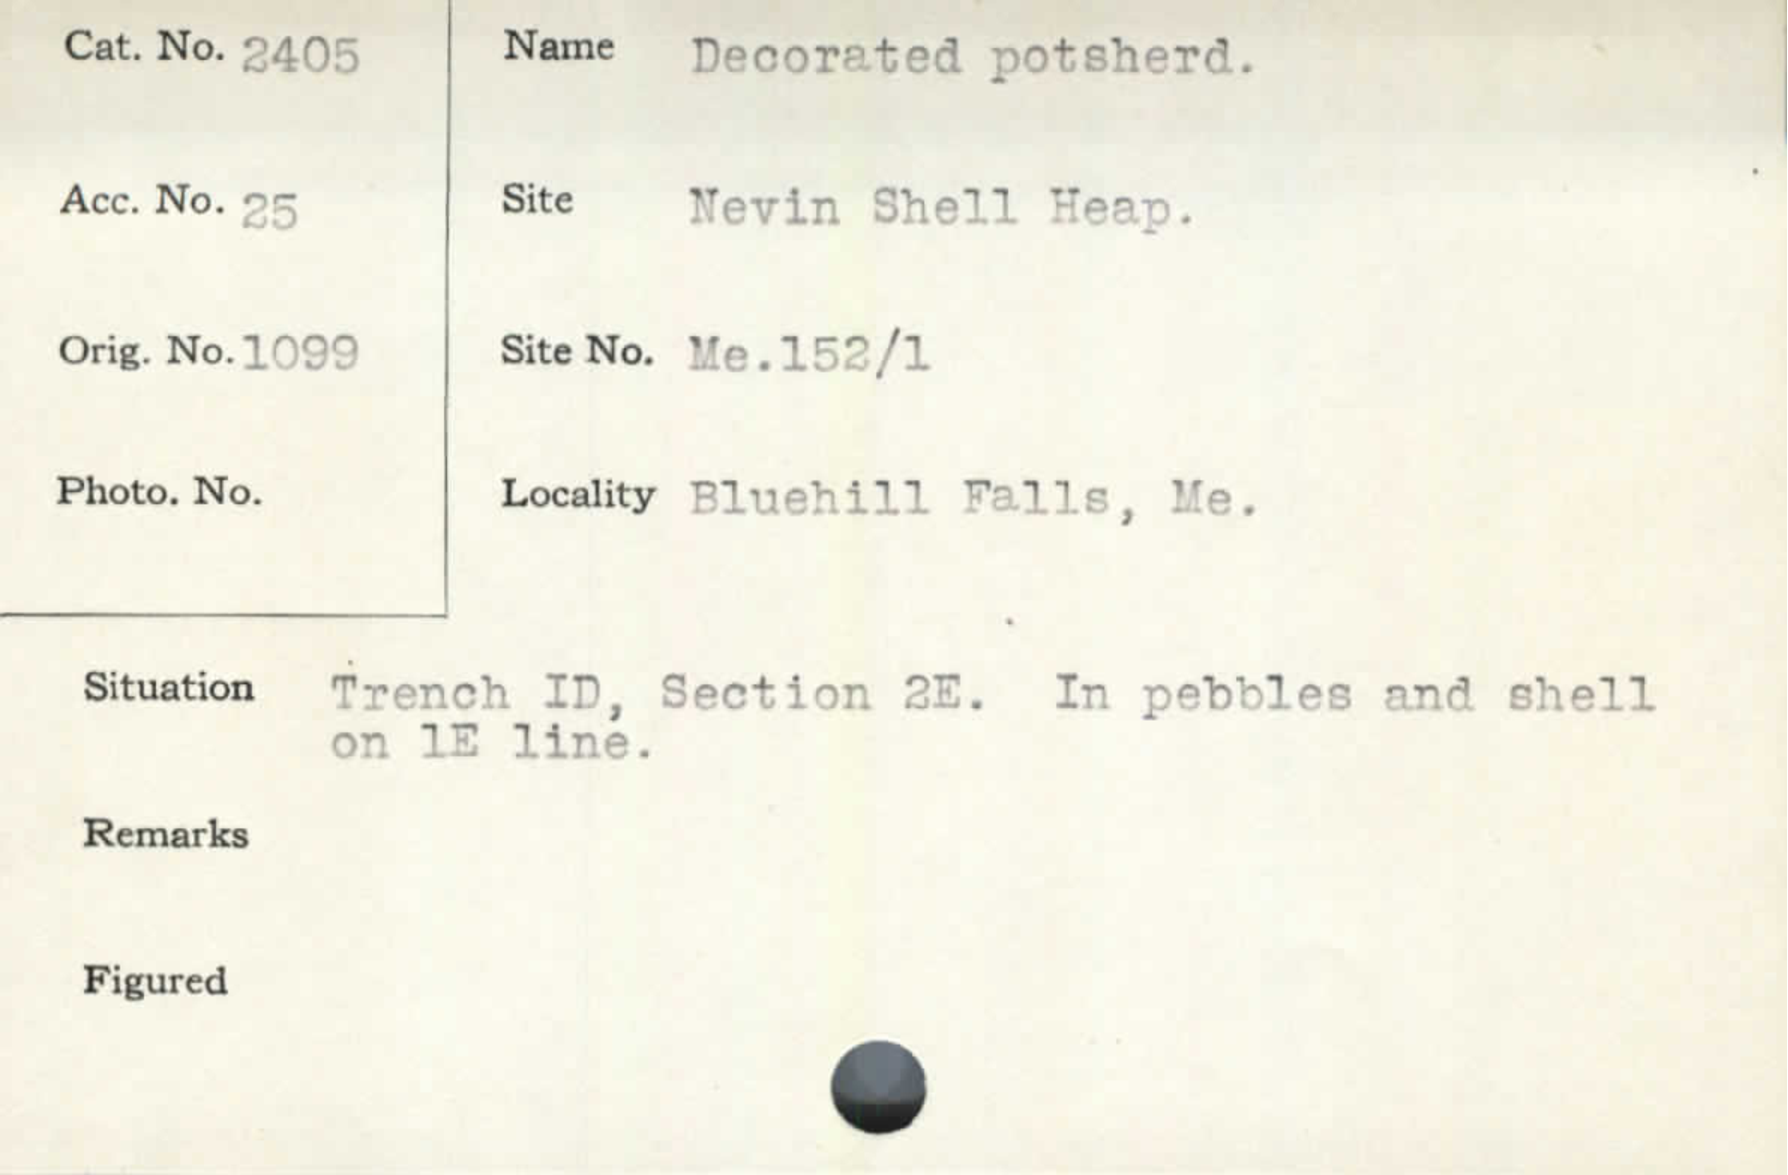 Cat. No. 2405
Name Decorated potsherd.
Acc. No. 25
Site Nevin Shell Heap.
Orig. No. 1099
Site No. Me.152/1
Photo. No.
Locality Bluehill Falls, Me.
Situation Trench ID, Section 2E. In pebbles and shell
on 1E line.
Remarks
Figured